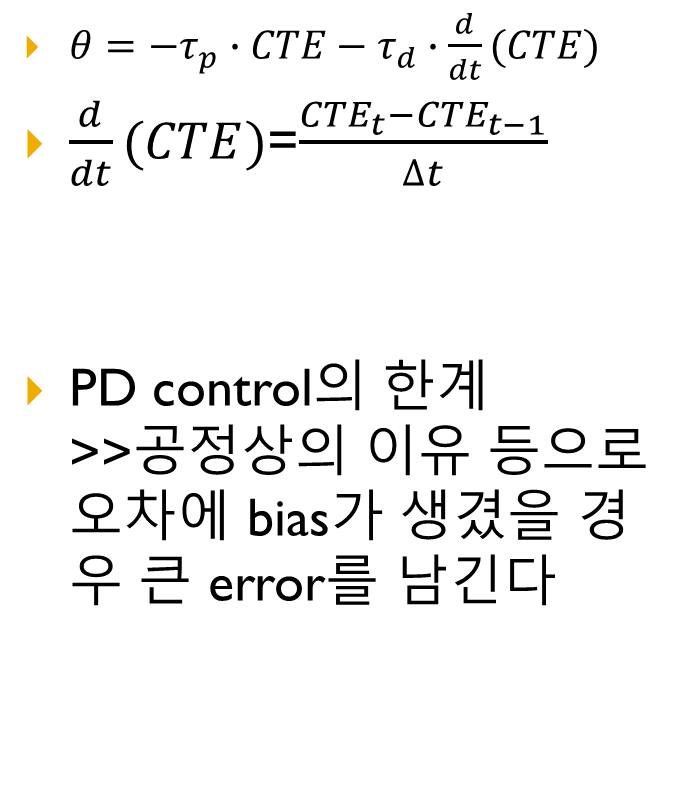 θ = −τ_p · CTE − τ_d · d/dt (CTE)
d/dt (CTE)=(CTE_t−CTE_{t−1})/Δt
PD control의 한계
>>공정상의 이유 등으로
오차에 bias가 생겼을 경
우 큰 error를 남긴다